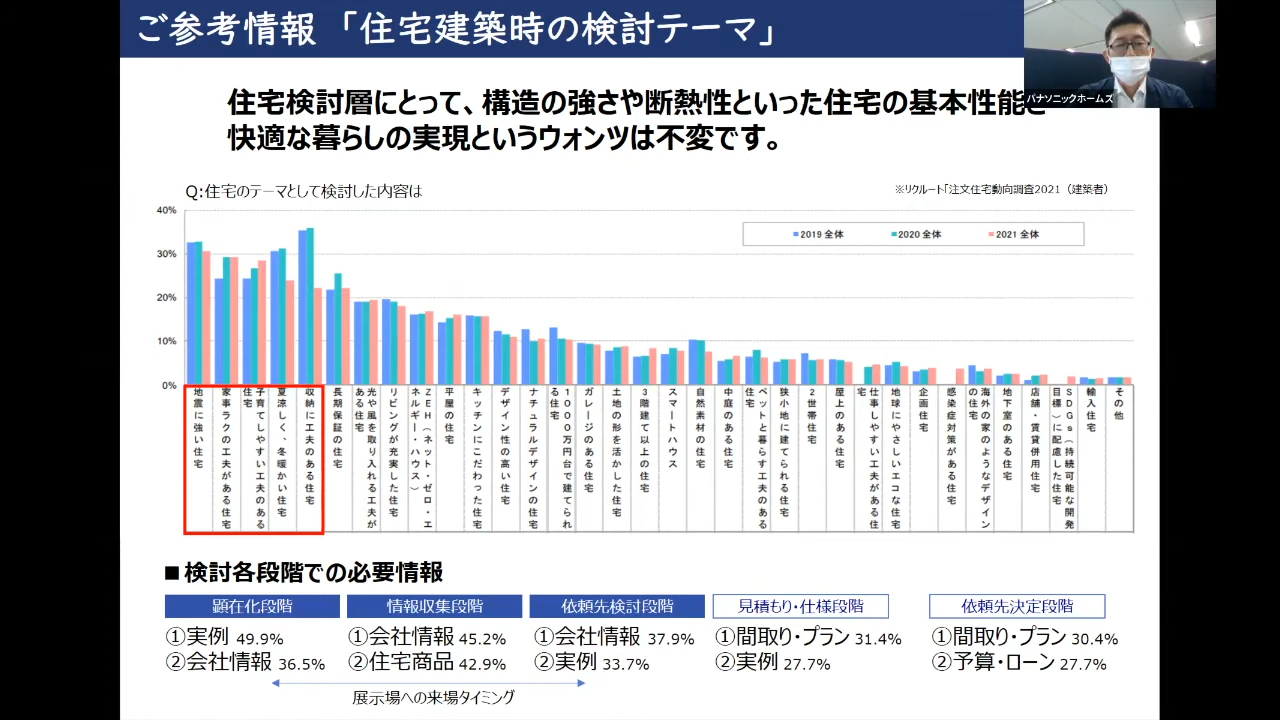 ご参考情報 「住宅建築時の検討テーマ」
パナソニックホームズ
住宅検討層にとって、構造の強さや断熱性といった住宅の基本性能と
快適な暮らしの実現というウォンツは不変です。
Q:住宅のテーマとして検討した内容は
※リクルート「注文住宅動向調査2021（建築者）
40%
30%
20%
10%
0%
2019 全体
2020 全体
2021 全体
地震に強い住宅
家事ラクの工夫がある住宅
子育てしやすい工夫のある
住宅
夏涼しく、冬暖かい住宅
収納に工夫のある住宅
長期保証の住宅
光や風を取り入れる工夫が
ある住宅
リビングが充実した住宅
ZEH（ネット・ゼロ・エ
ネルギー・ハウス）
平屋の住宅
キッチンにこだわった住宅
デザイン性の高い住宅
ナチュラルデザインの住宅
1000万円台で建てられ
る住宅
ガレージのある住宅
土地の形を活かした住宅
3階建て以上の住宅
スマートハウス
自然素材の住宅
中庭のある住宅
ペットと暮らす工夫のある
住宅
狭小地に建てられる住宅
2世帯住宅
屋上のある住宅
仕事しやすい工夫がある住
宅
地球にやさしいエコな住宅
企画住宅
感染症対策がある住宅
海外の家のようなデザイン
の住宅
地下室のある住宅
店舗・賃貸併用住宅
SDGs（持続可能な開発
目標）に配慮した住宅
輸入住宅
その他
■検討各段階での必要情報
顕在化段階
①実例 49.9%
②会社情報 36.5%
情報収集段階
①会社情報 45.2%
②住宅商品 42.9%
依頼先検討段階
①会社情報 37.9%
②実例 33.7%
見積もり・仕様段階
①間取り・プラン 31.4%
②実例 27.7%
依頼先決定段階
①間取り・プラン 30.4%
②予算・ローン 27.7%
展示場への来場タイミング